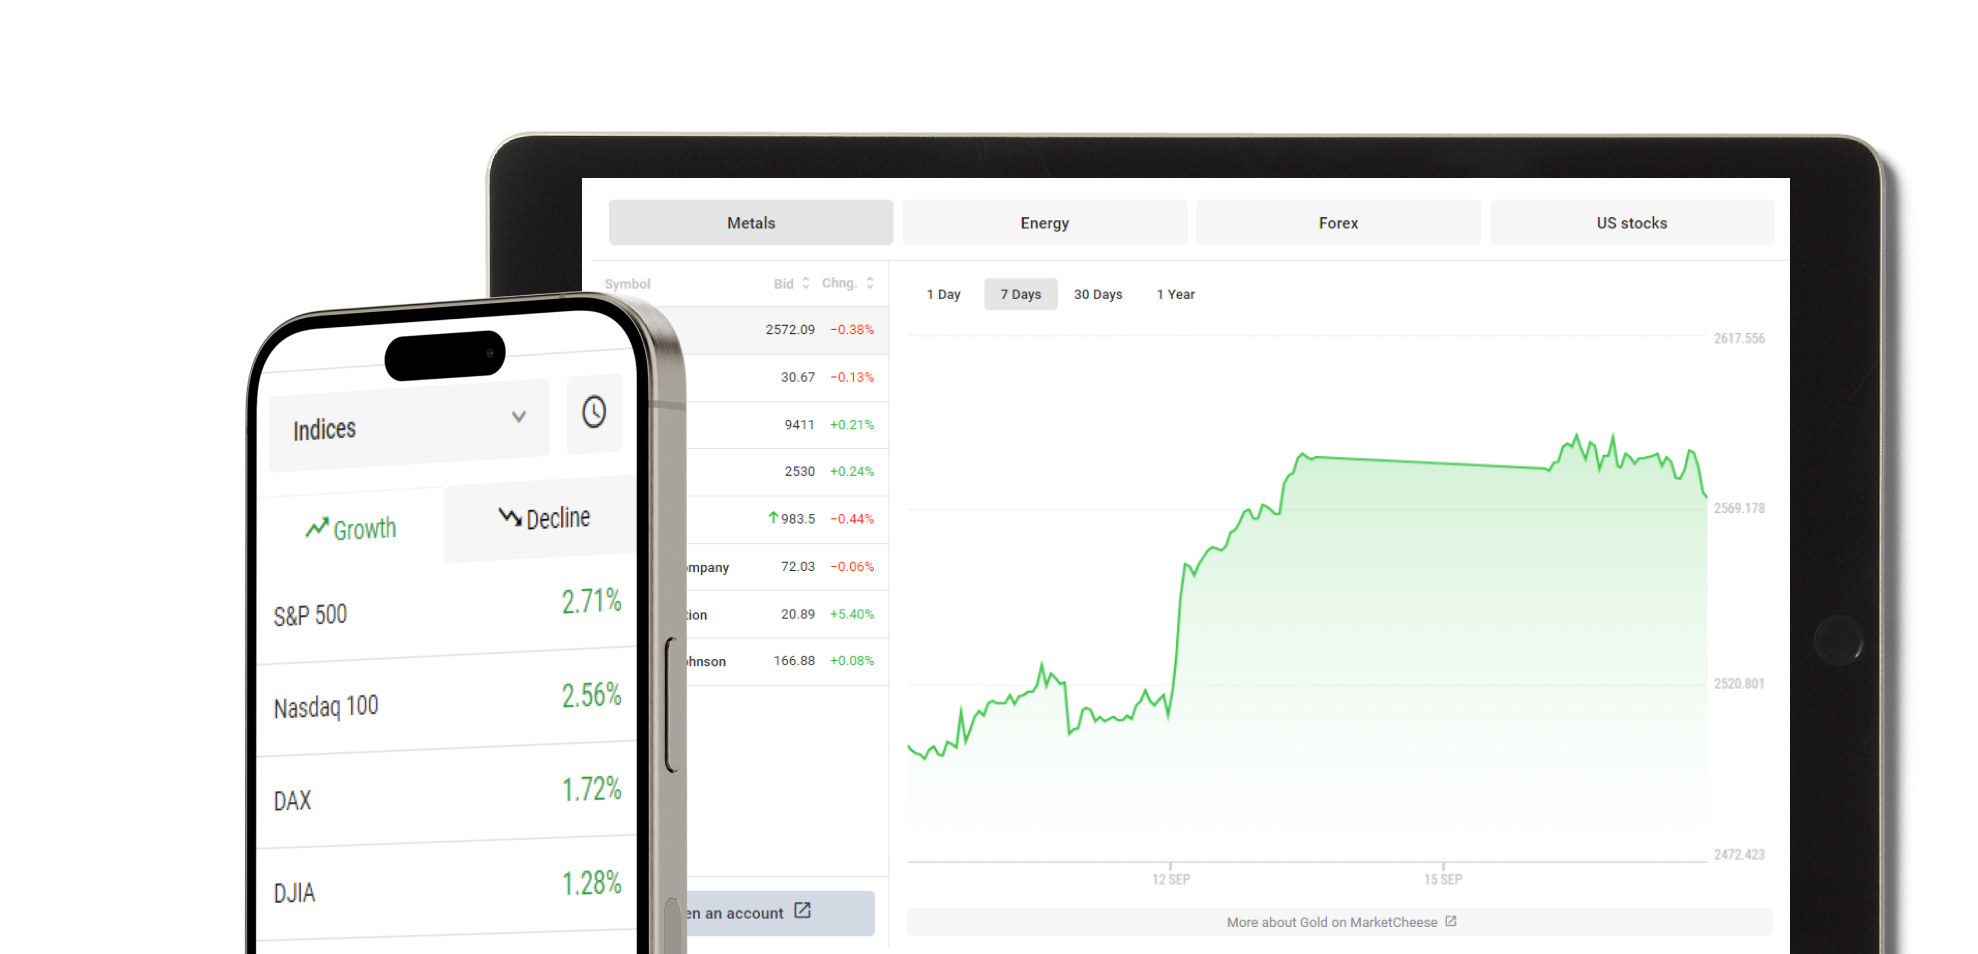 Metals
Energy
Forex
US stocks
Symbol
Bid
Chng.
2572.09 −0.38%
30.67 −0.13%
9411 +0.21%
2530 +0.24%
983.5 −0.44%
mpany 72.03 −0.06%
tion 20.89 +5.40%
hnson 166.88 +0.08%
en an account
1 Day
7 Days
30 Days
1 Year
2617.556
2569.178
2520.801
2472.423
12 SEP
15 SEP
More about Gold on MarketCheese
Indices
Growth
Decline
S&P 500 2.71%
Nasdaq 100 2.56%
DAX 1.72%
DJIA 1.28%